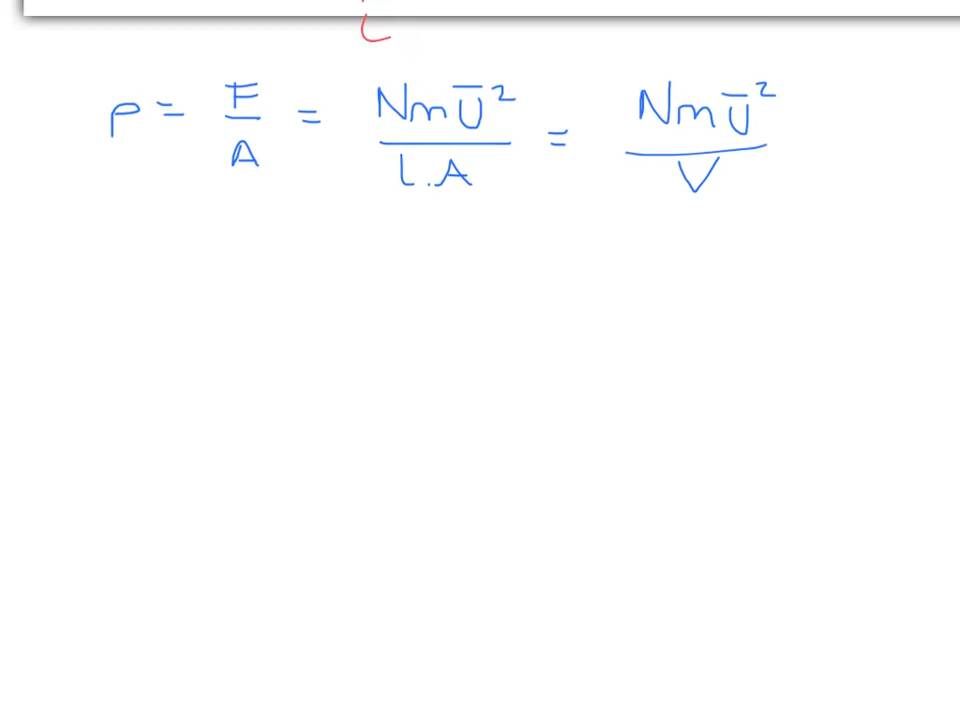 P = F/A = Nmū²/L.A = Nmū²/V